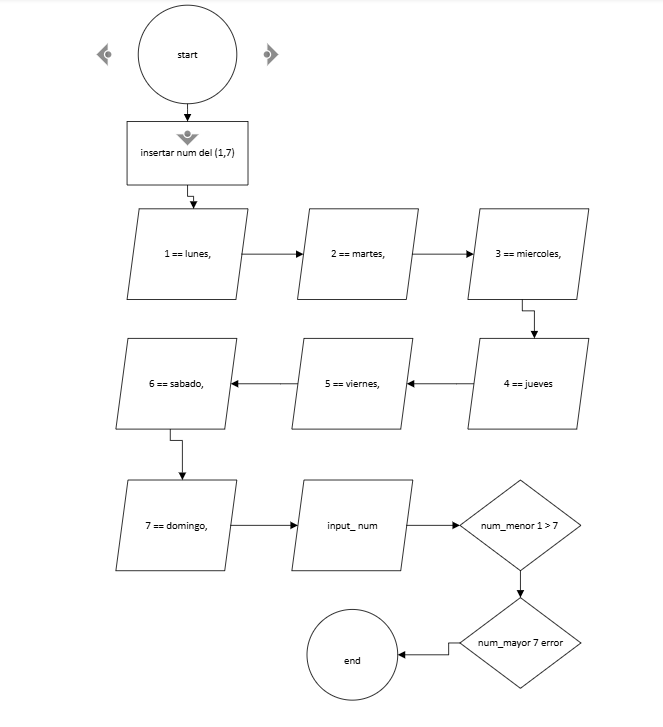 start
insertar num del (1,7)
1 == lunes,
2 == martes,
3 == miercoles,
4 == jueves
5 == viernes,
6 == sabado,
7 == domingo,
input_ num
num_menor 1 > 7
num_mayor 7 error
end